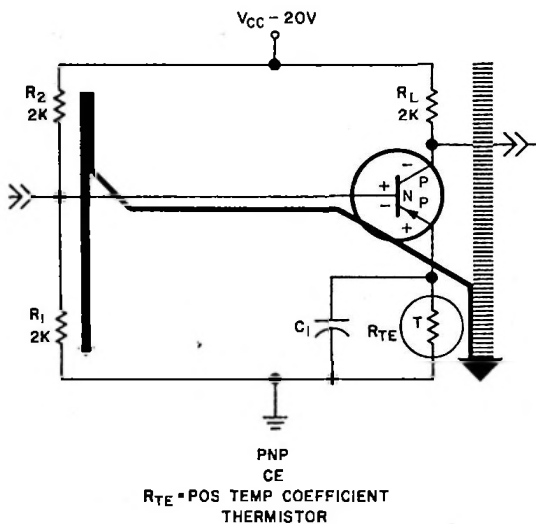 VCC - 20V
R2
2K
RL
2K
- P
+ N
- P
+
R1
2K
C1
RTE
T
PNP
CE
RTE = POS TEMP COEFFICIENT
THERMISTOR